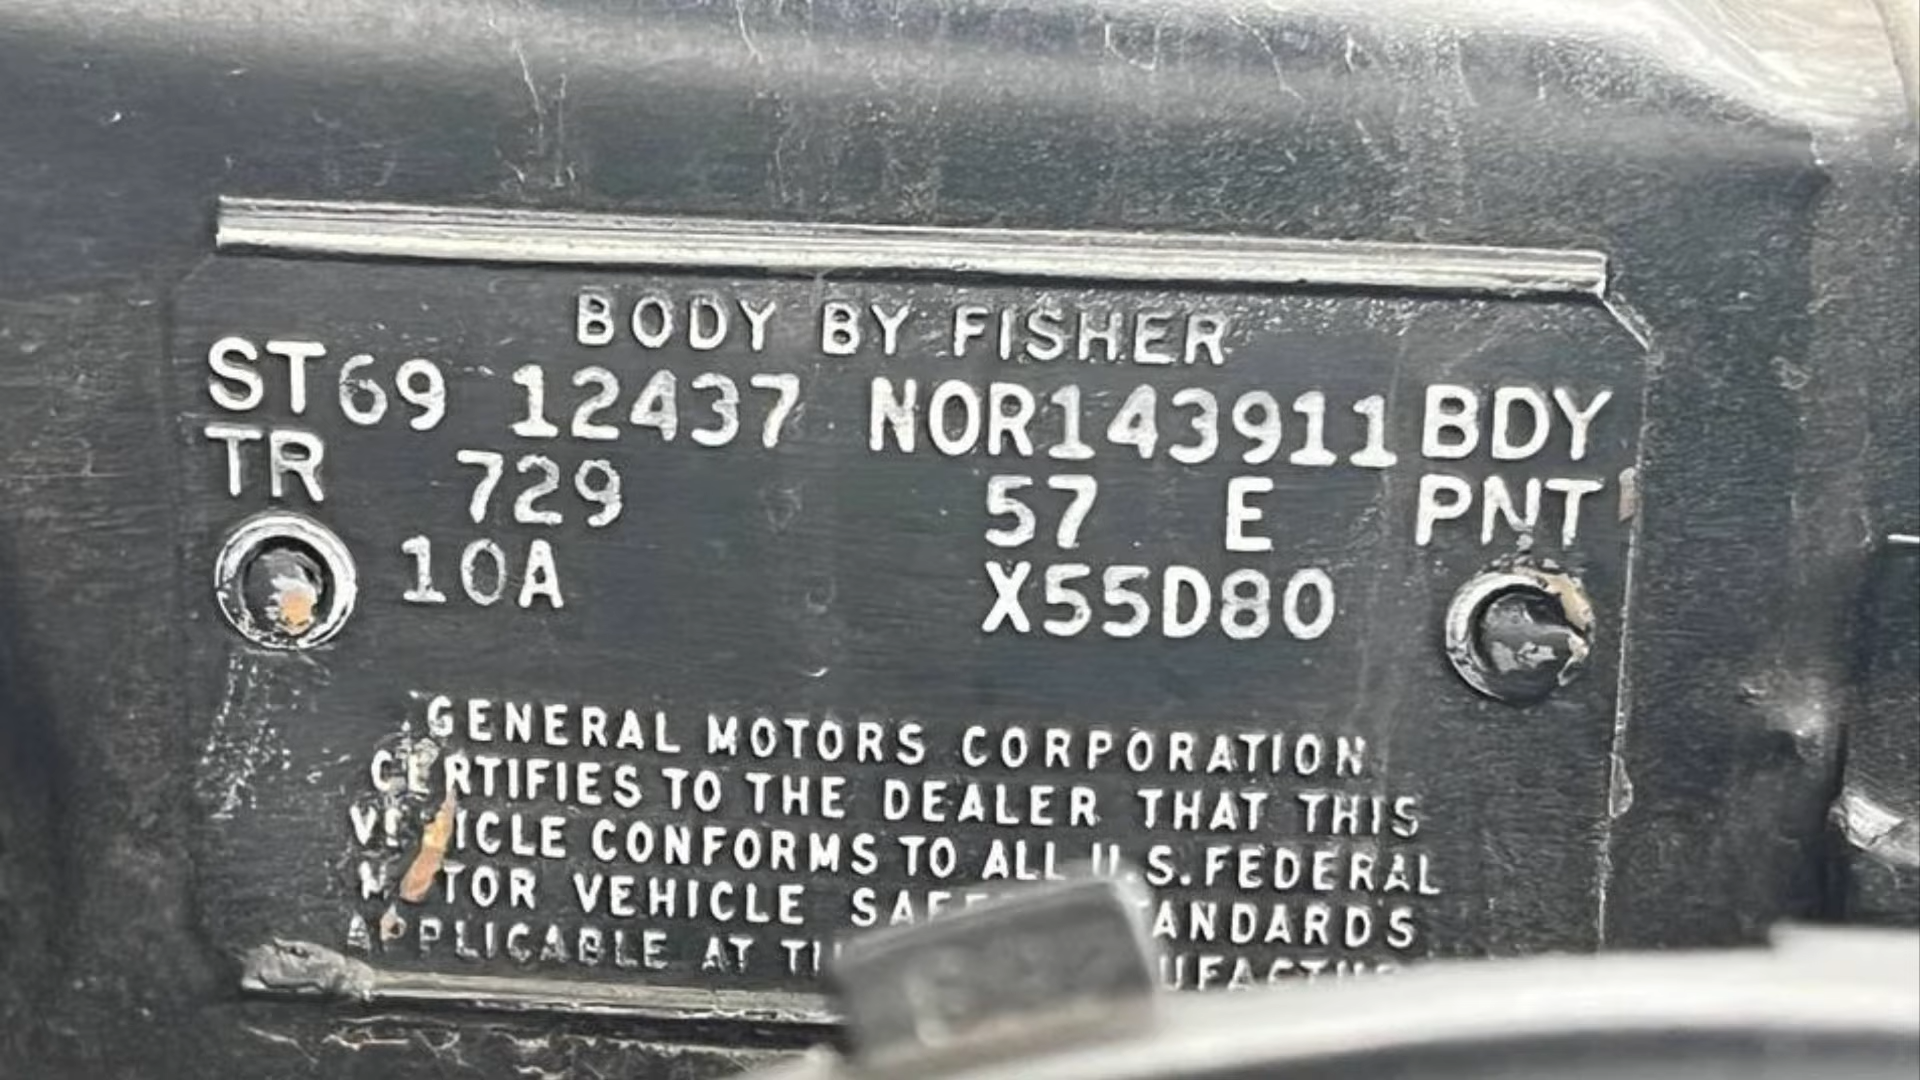 BODY BY FISHER
ST69 12437 NOR143911 BDY
TR 729 57 E PNT
10A X55D80
GENERAL MOTORS CORPORATION
CERTIFIES TO THE DEALER THAT THIS
VEHICLE CONFORMS TO ALL U.S. FEDERAL
MOTOR VEHICLE
APPLICABLE AT